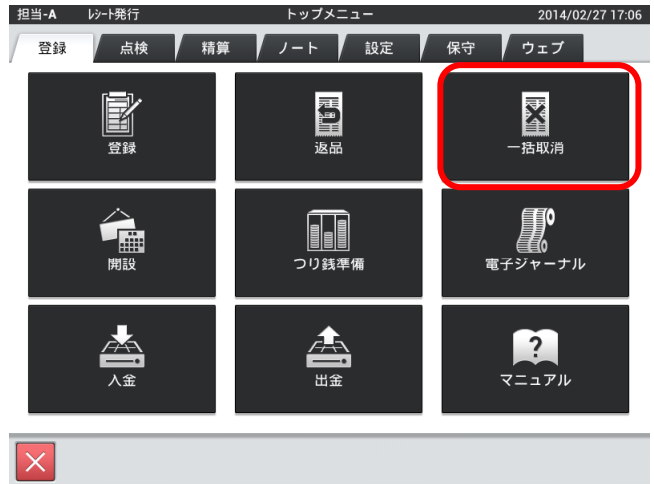 担当-A レシート発行 トップメニュー 2014/02/27 17:06
登録 点検 精算 ノート 設定 保守 ウェブ
登録 返品 一括取消
開設 つり銭準備 電子ジャーナル
入金 出金 マニュアル